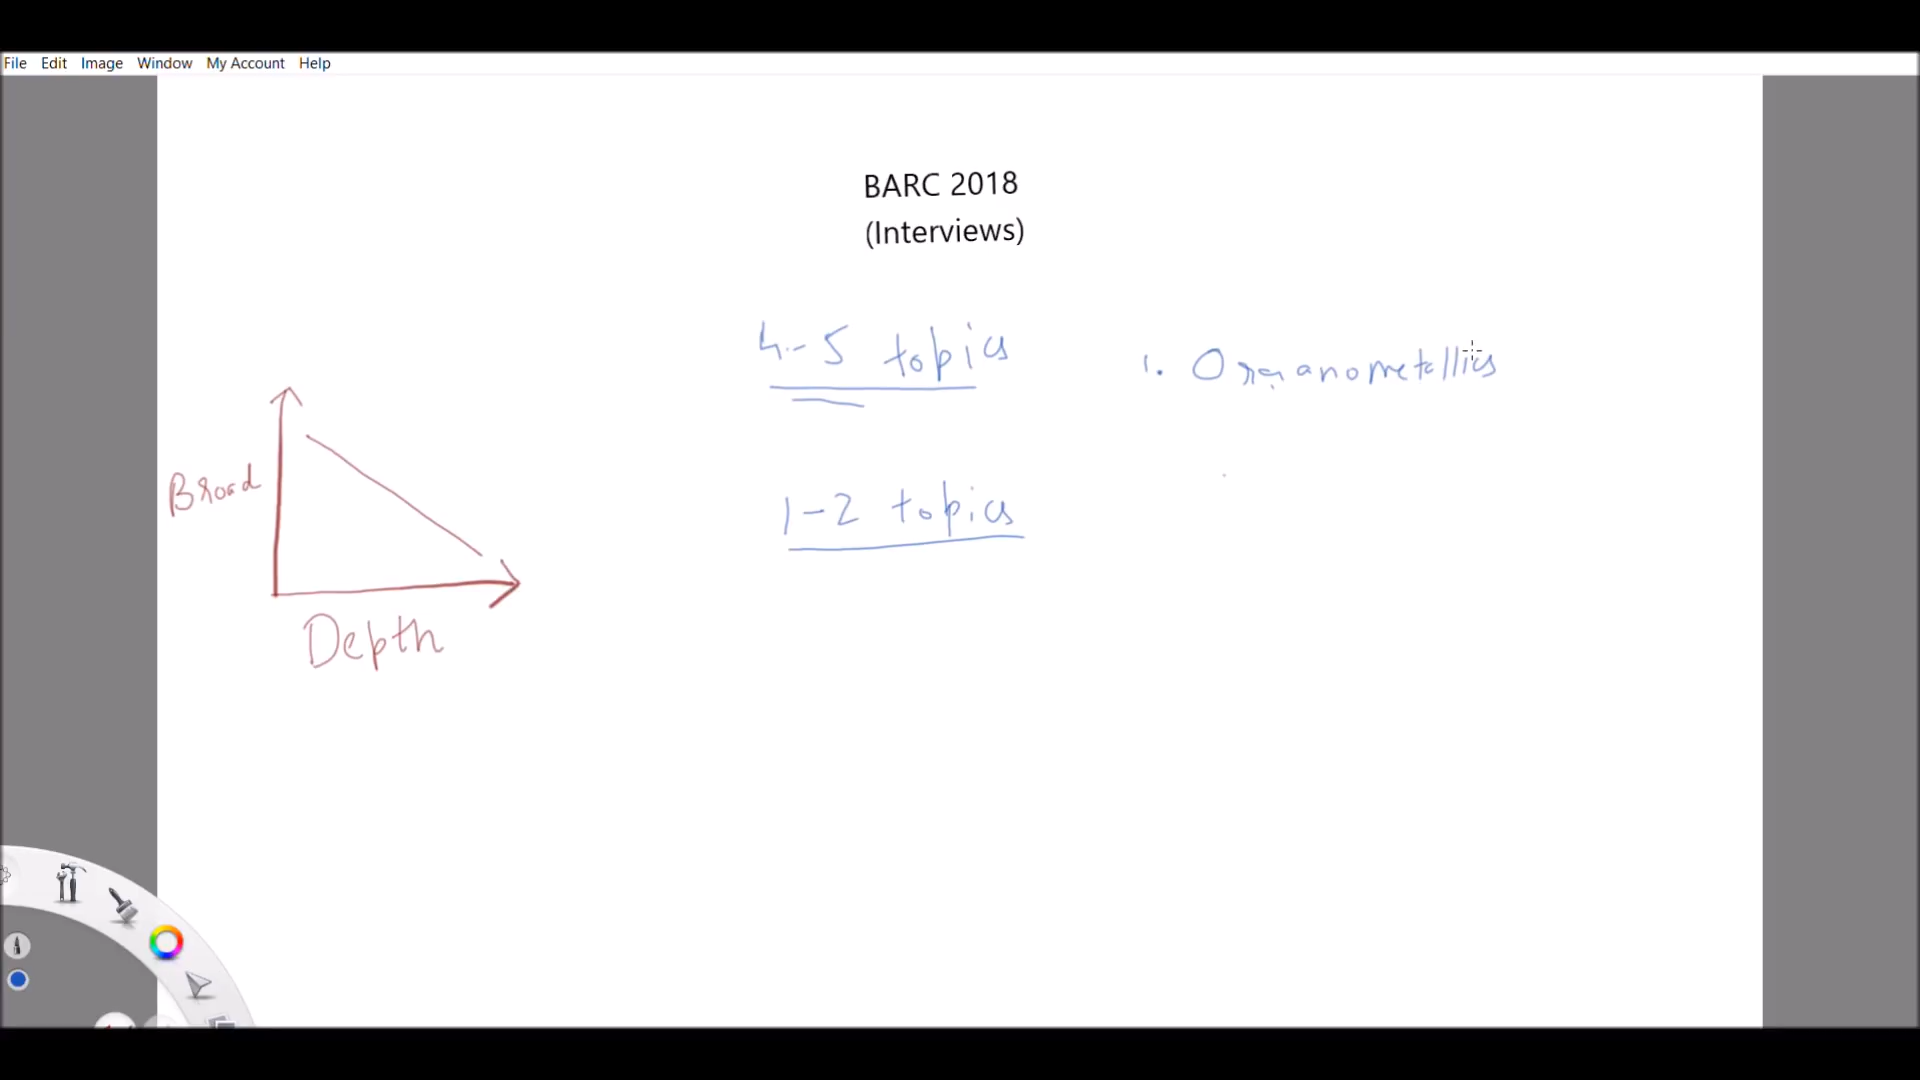 File Edit Image Window My Account Help
BARC 2018
(Interviews)
4-5 topics
1. Organometallics
Broad
1-2 topics
Depth